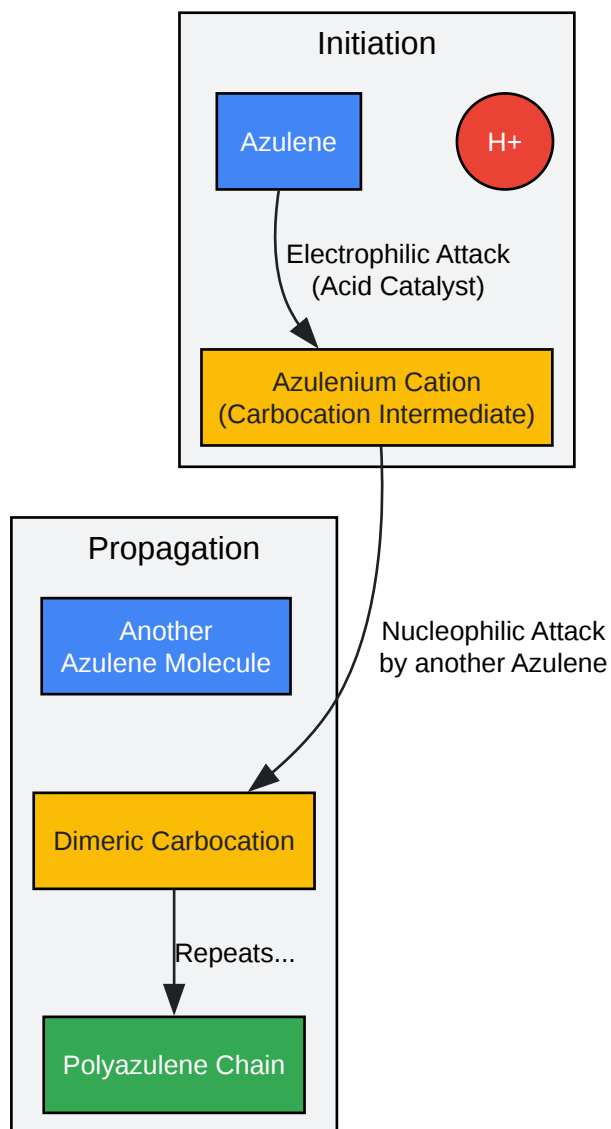 Initiation
Azulene
H+
Electrophilic Attack
(Acid Catalyst)
Azulenium Cation
(Carbocation Intermediate)
Propagation
Another
Azulene Molecule
Nucleophilic Attack
by another Azulene
Dimeric Carbocation
Repeats...
Polyazulene Chain